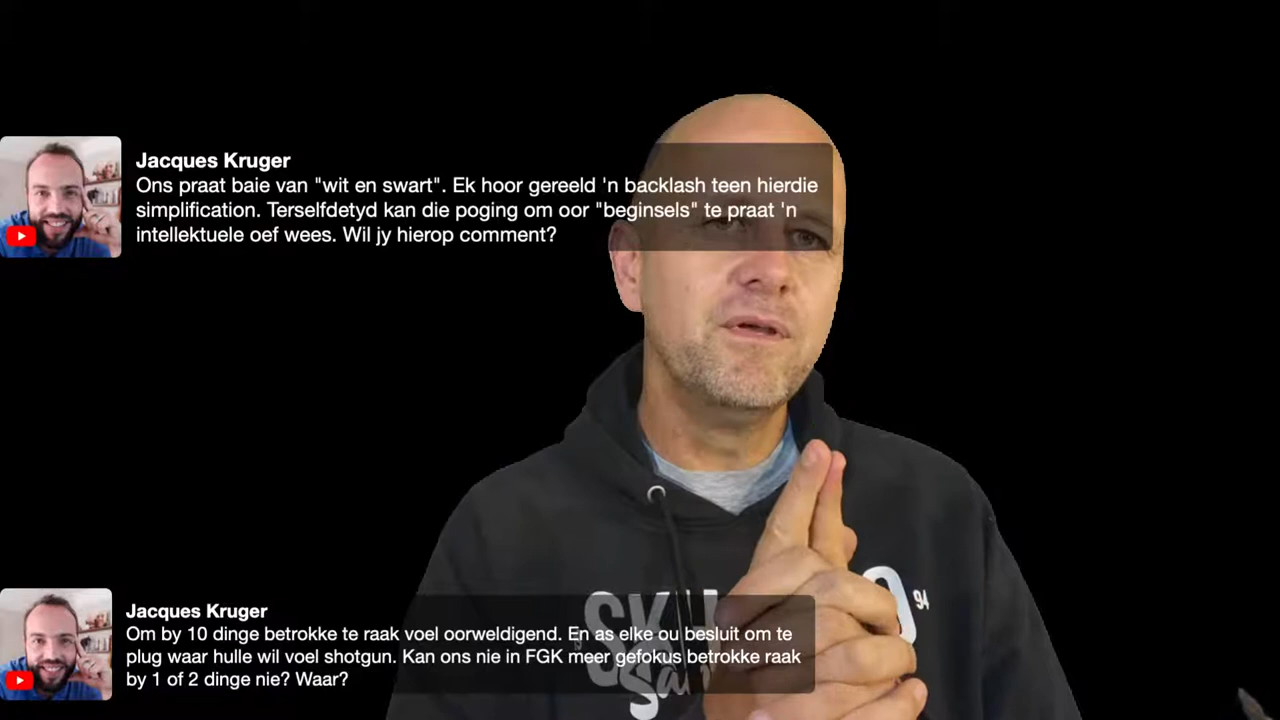 Jacques Kruger
Ons praat baie van "wit en swart". Ek hoor gereeld 'n backlash teen hierdie
simplification. Terselfdetyd kan die poging om oor "beginsels" te praat 'n
intellektuele oef wees. Wil jy hierop comment?
94
Jacques Kruger
Om by 10 dinge betrokke te raak voel oorweldigend. En as elke ou besluit om te
plug waar hulle wil voel shotgun. Kan ons nie in FGK meer gefokus betrokke raak
by 1 of 2 dinge nie? Waar?